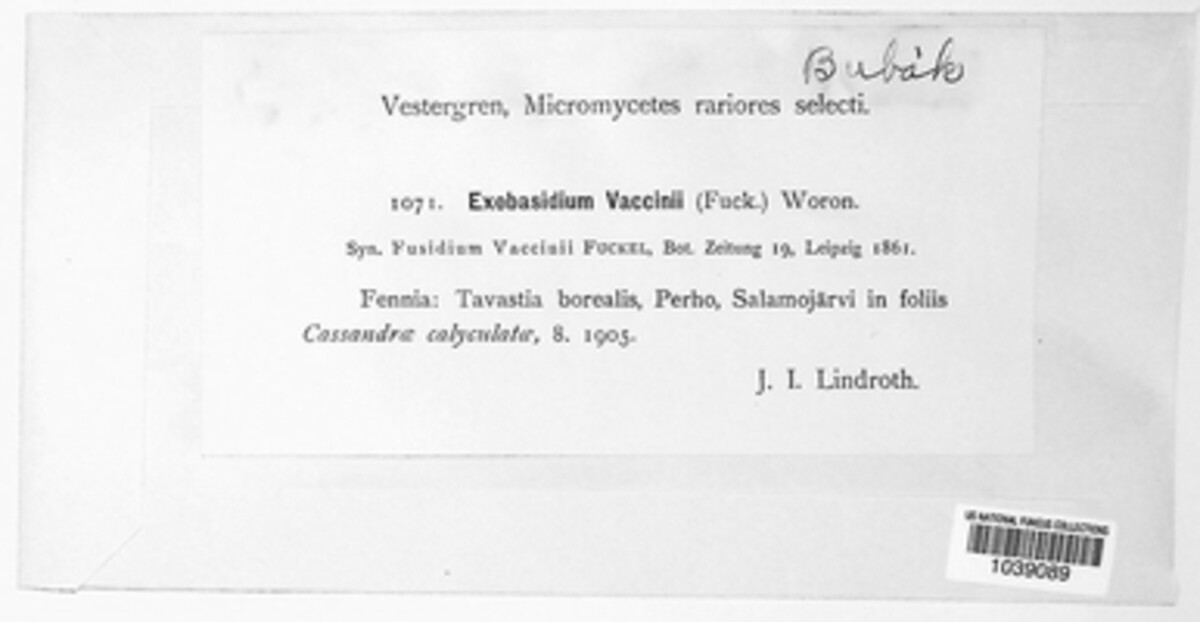 Bubák
Vestergren, Micromycetes rariores selecti.
1071. Exobasidium Vaccinii (Fuck.) Woron.
Syn. Fusidium Vaccinii FUCKEL, Bot. Zeitung 19, Leipzig 1861.
Fennia: Tavastia borealis, Perho, Salamojärvi in foliis
Cassandræ calyculatæ, 8. 1905.
J. I. Lindroth.
US NATIONAL FUNGUS COLLECTIONS
1039089